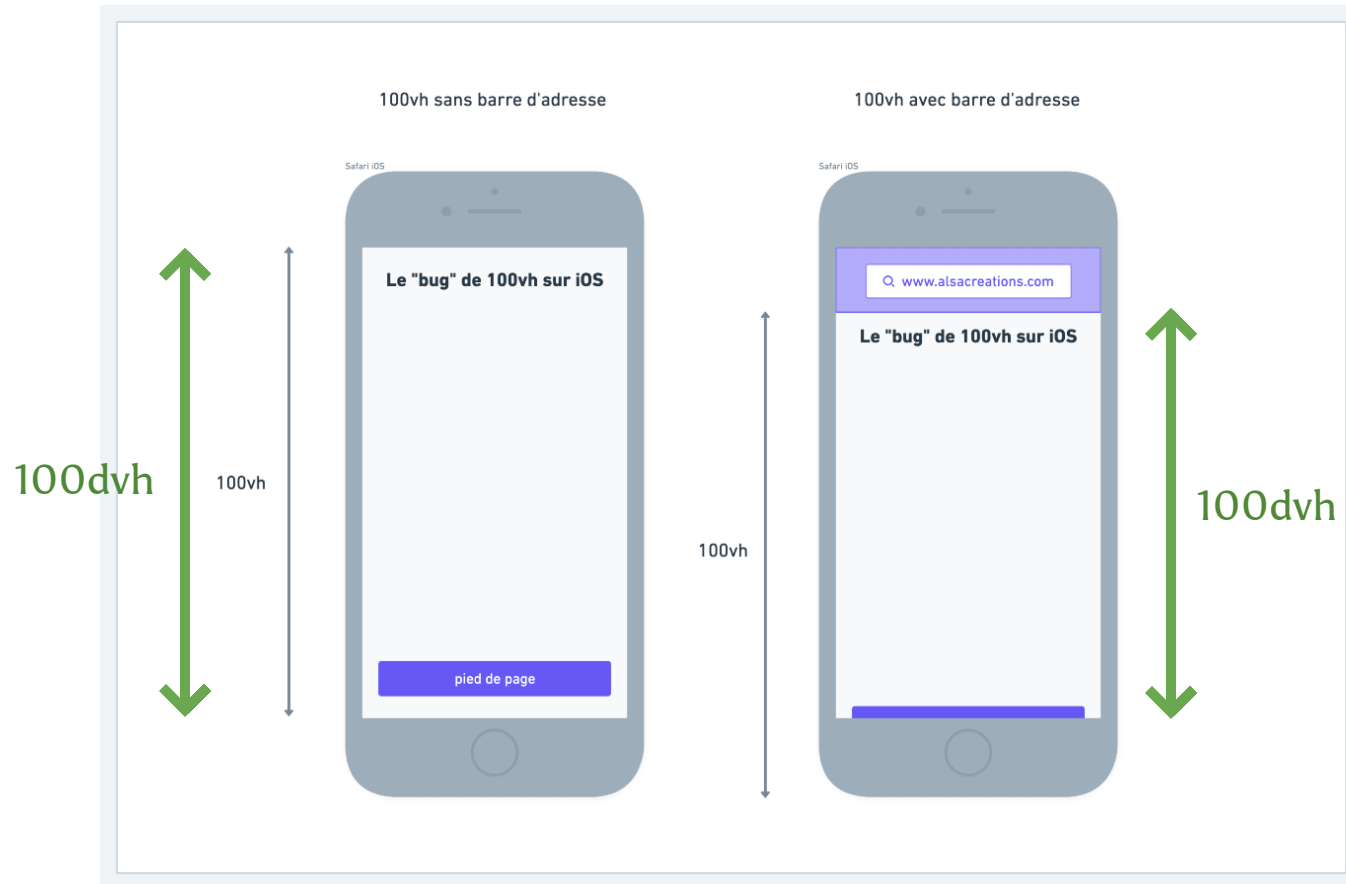 100vh sans barre d'adresse
100vh avec barre d'adresse
Safari iOS
Safari iOS
Le "bug" de 100vh sur iOS
www.alsacreations.com
Le "bug" de 100vh sur iOS
100dvh
100vh
100vh
100dvh
pied de page